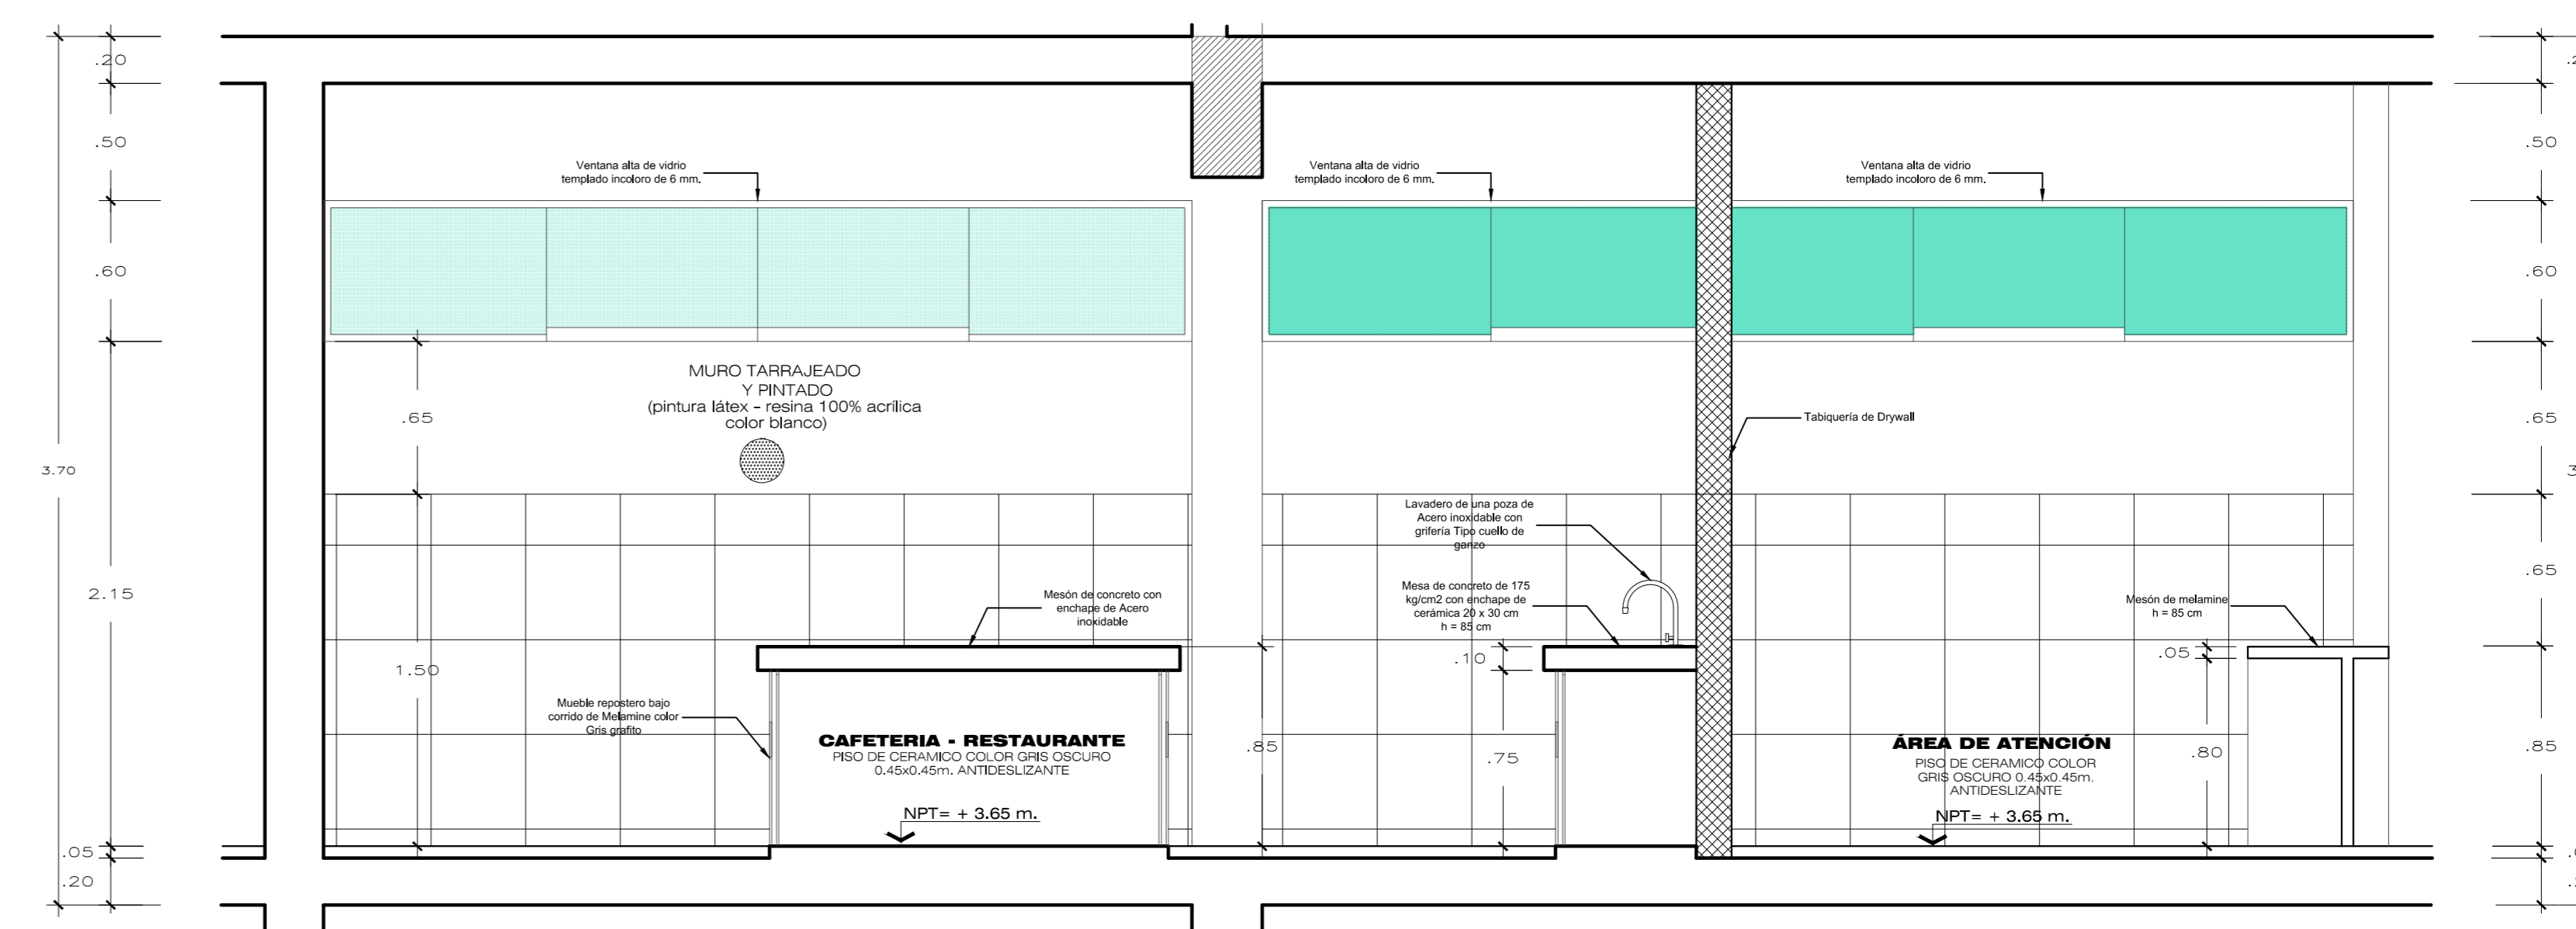 .20
.50
.60
3.70
2.15
.05
.20
Ventana alta de vidrio
templado incoloro de 6 mm.
MURO TARRAJEADO
Y PINTADO
(pintura látex - resina 100% acrílica
color blanco)
.65
1.50
Mueble repostero bajo
corrido de Melamine color
Gris grafito
Mesón de concreto con
enchape de Acero
inoxidable
CAFETERIA - RESTAURANTE
PISO DE CERAMICO COLOR GRIS OSCURO
0.45x0.45m. ANTIDESLIZANTE
NPT= + 3.65 m.
.85
Ventana alta de vidrio
templado incoloro de 6 mm.
Lavadero de una poza de
Acero inoxidable con
grifería Tipo cuello de
ganzo
Mesa de concreto de 175
kg/cm2 con enchape de
cerámica 20 x 30 cm
h = 85 cm
.10
.75
Ventana alta de vidrio
templado incoloro de 6 mm.
Tabiquería de Drywall
Mesón de melamine
h = 85 cm
.05
.80
ÁREA DE ATENCIÓN
PISO DE CERAMICO COLOR
GRIS OSCURO 0.45x0.45m.
ANTIDESLIZANTE
NPT= + 3.65 m.
.50
.60
.65
.65
.85